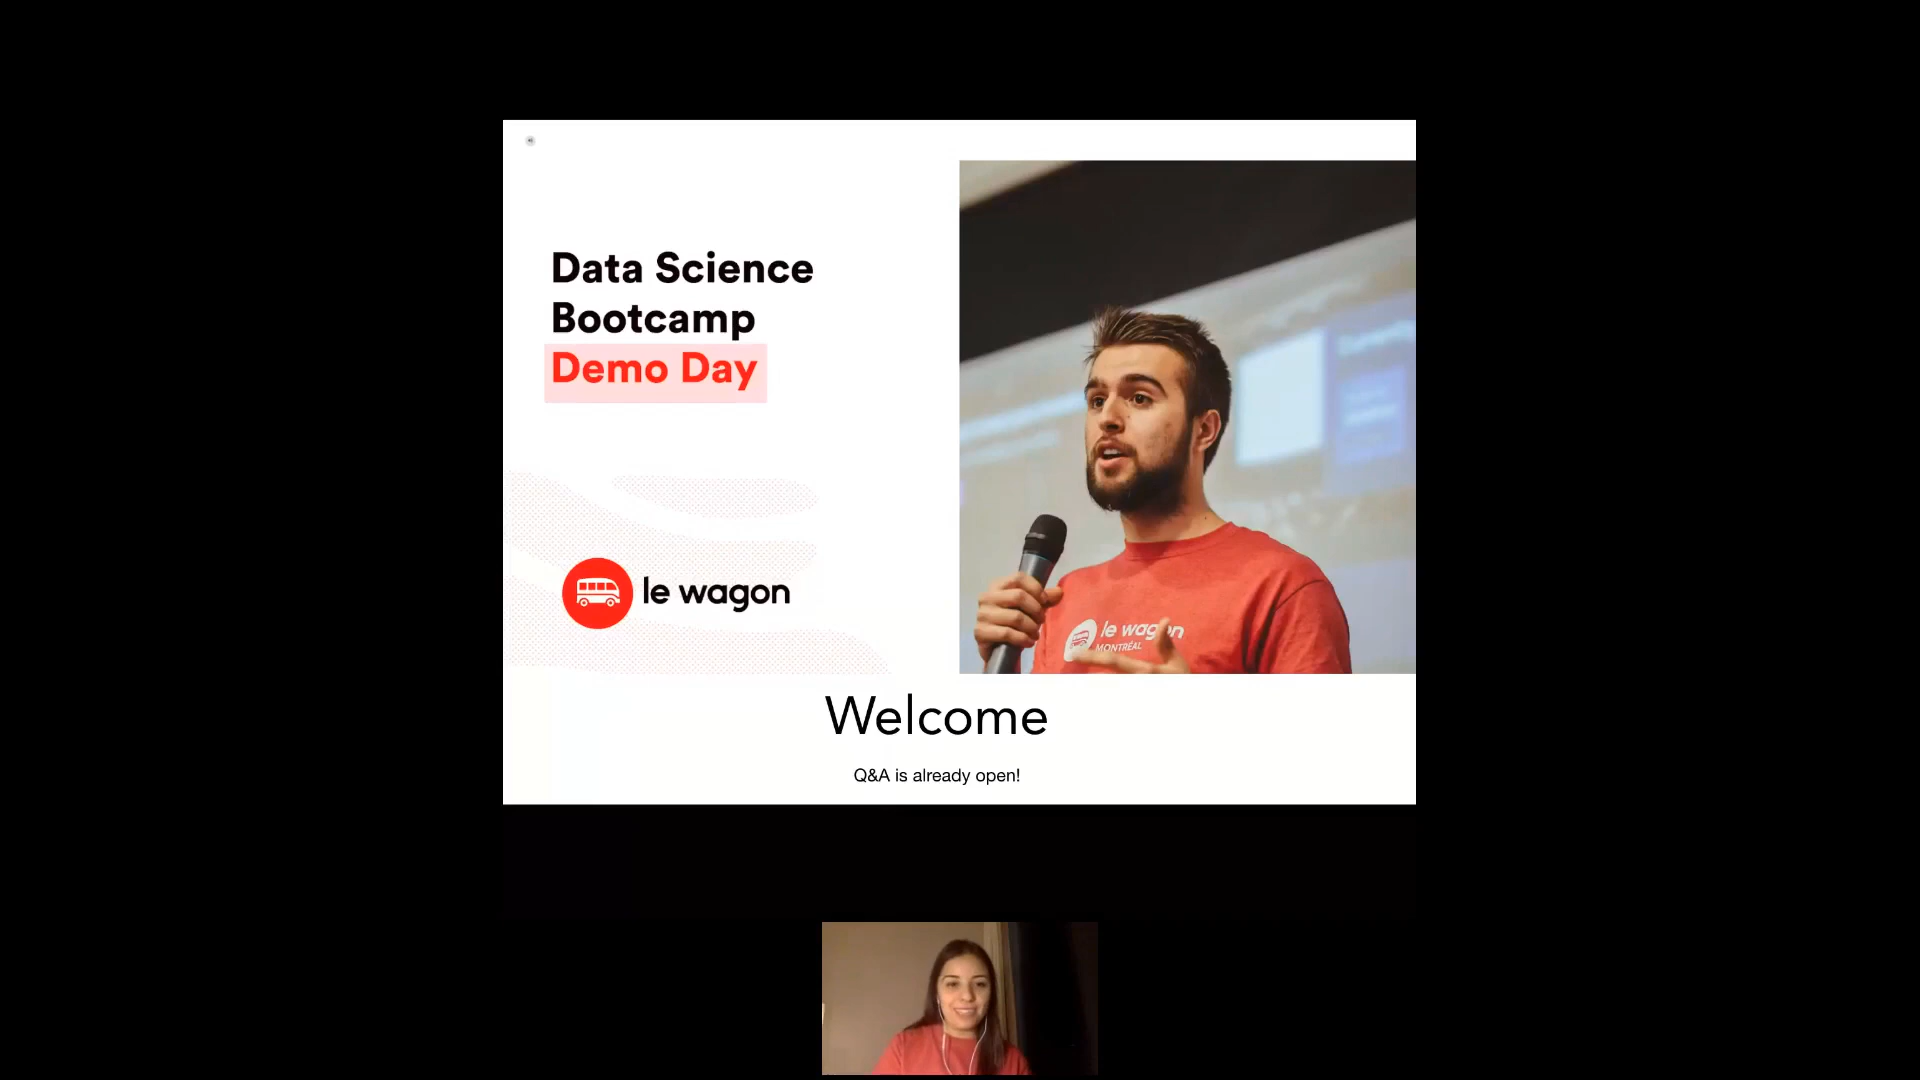 Data Science
Bootcamp
Demo Day
le wagon
le wagon
MONTRÉAL
Welcome
Q&A is already open!